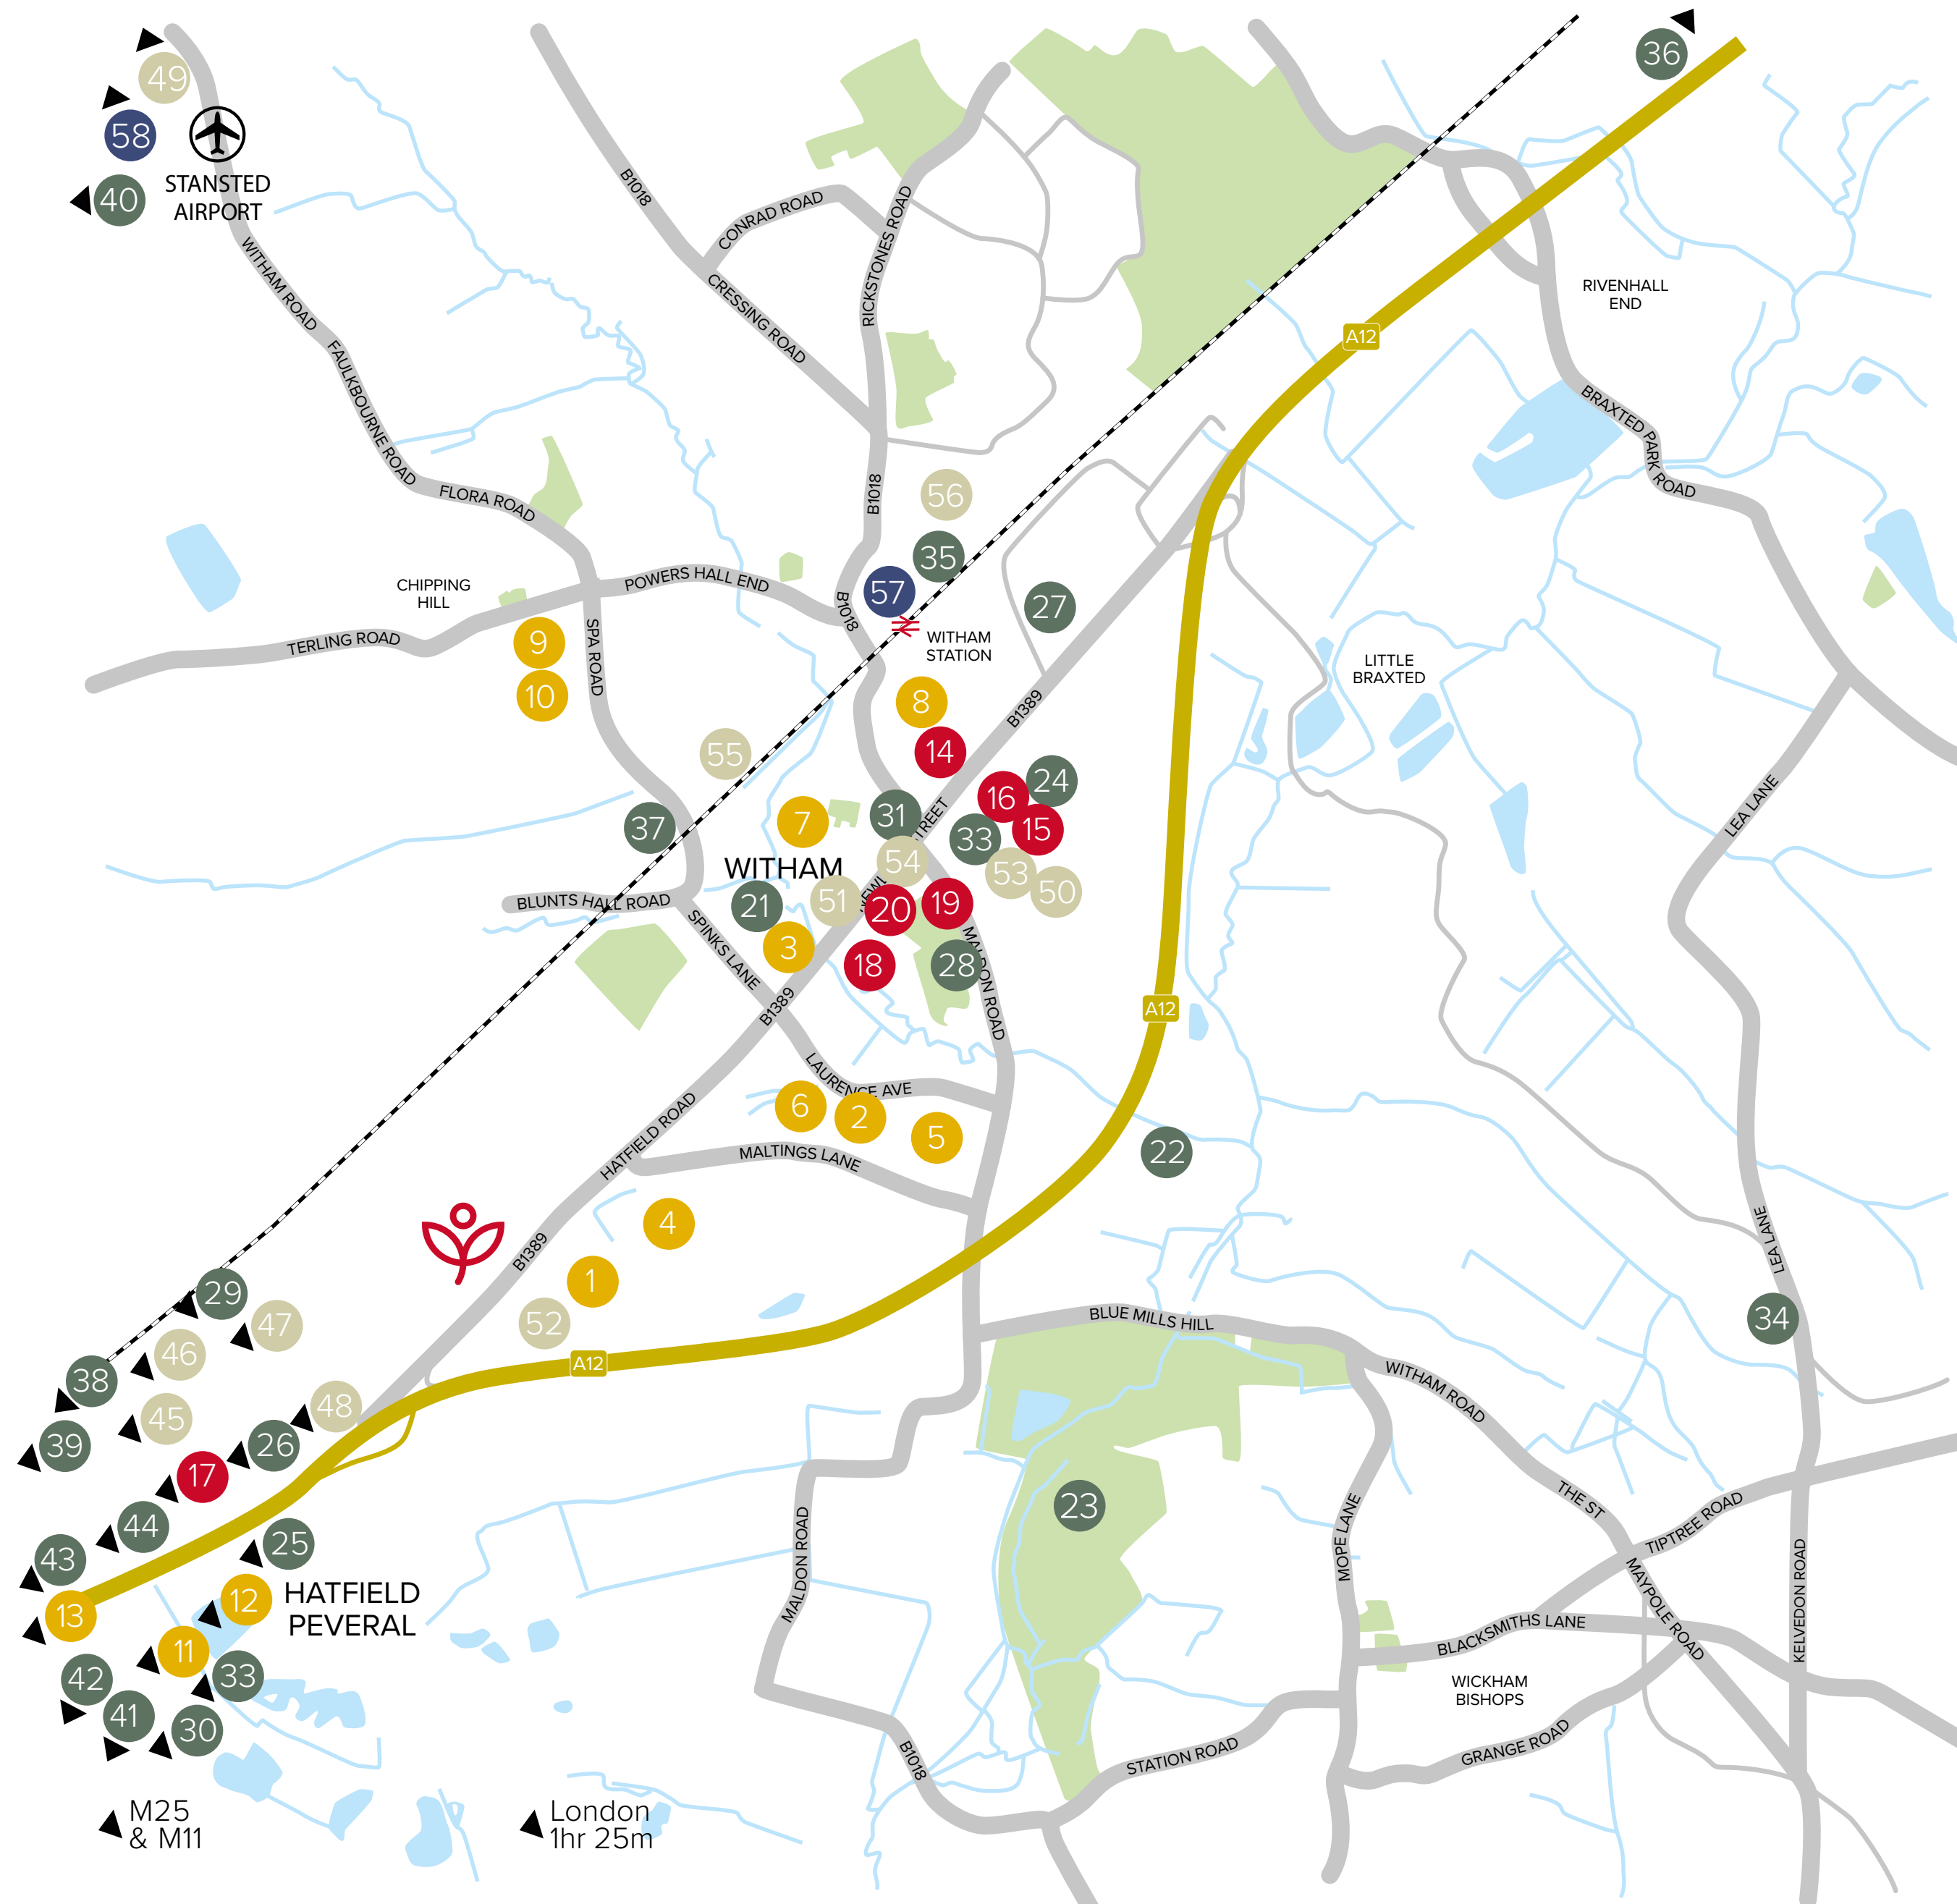 36
49
58
STANSTED
AIRPORT
40
B1018
CONRAD ROAD
RICKSTONES ROAD
WITHAM ROAD
CRESSING ROAD
RIVENHALL
END
A12
FAULKBOURNE ROAD
BRAXTED PARK ROAD
FLORA ROAD
B1018
56
35
CHIPPING
HILL
POWERS HALL END
57
B1018
27
TERLING ROAD
9
SPA ROAD
WITHAM
STATION
LITTLE
BRAXTED
10
8
B1389
14
55
24
16
LEA LANE
7
31
37
33
15
WITHAM
54
53
50
BLUNTS HALL ROAD
21
51
20
19
SPINKS LANE
3
18
28
MALDON ROAD
B1389
A12
LAURENCE AVE
6
2
5
HATFIELD ROAD
MALTINGS LANE
22
4
B1389
LEA LANE
1
29
47
52
BLUE MILLS HILL
34
46
A12
38
WITHAM ROAD
48
45
39
26
17
23
THE ST
TIPTREE ROAD
44
25
MALDON ROAD
MOPE LANE
43
KELVEDON ROAD
12
HATFIELD
PEVERAL
13
MAYPOLE ROAD
BLACKSMITHS LANE
11
33
42
WICKHAM
BISHOPS
41
30
B1018
STATION ROAD
GRANGE ROAD
M25
& M11
London
1hr 25m